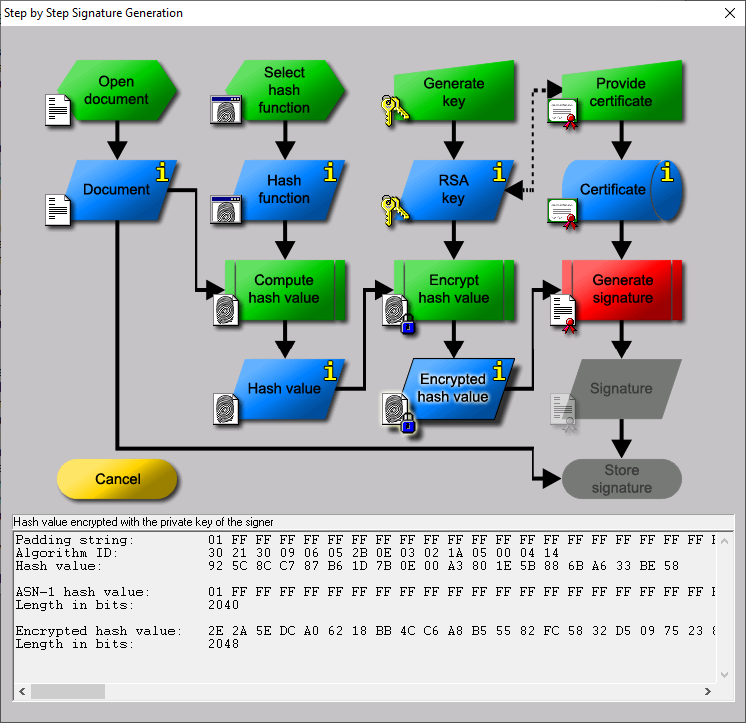 Step by Step Signature Generation
Open
document
Select
hash
function
Generate
key
Provide
certificate
Document
i
Hash
function
i
RSA
key
i
Certificate
i
Compute
hash value
Encrypt
hash value
Generate
signature
Hash value
i
Encrypted
hash value
i
Signature
Cancel
Store
signature
Hash value encrypted with the private key of the signer
Padding string: 01 FF FF FF FF FF FF FF FF FF FF FF FF FF FF FF FF FF FF FF FF
Algorithm ID: 30 21 30 09 06 05 2B 0E 03 02 1A 05 00 04 14
Hash value: 92 5C 8C C7 87 B6 1D 7B 0E 00 A3 80 1E 5B 88 6B A6 33 BE 58
ASN-1 hash value: 01 FF FF FF FF FF FF FF FF FF FF FF FF FF FF FF FF FF FF FF FF
Length in bits: 2040
Encrypted hash value: 2E 2A 5E DC A0 62 18 BB 4C C6 A8 B5 55 82 FC 58 32 D5 09 75 23
Length in bits: 2048